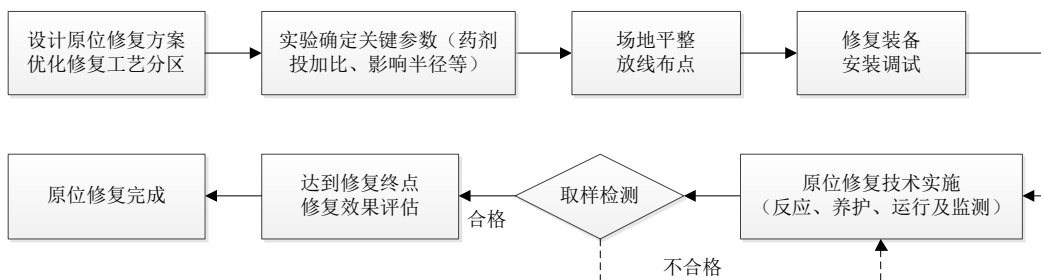 设计原位修复方案
优化修复工艺分区
实验确定关键参数（药剂
投加比、影响半径等）
场地平整
放线布点
修复装备
安装调试
原位修复完成
达到修复终点
修复效果评估
合格
取样检测
原位修复技术实施
（反应、养护、运行及监测）
不合格